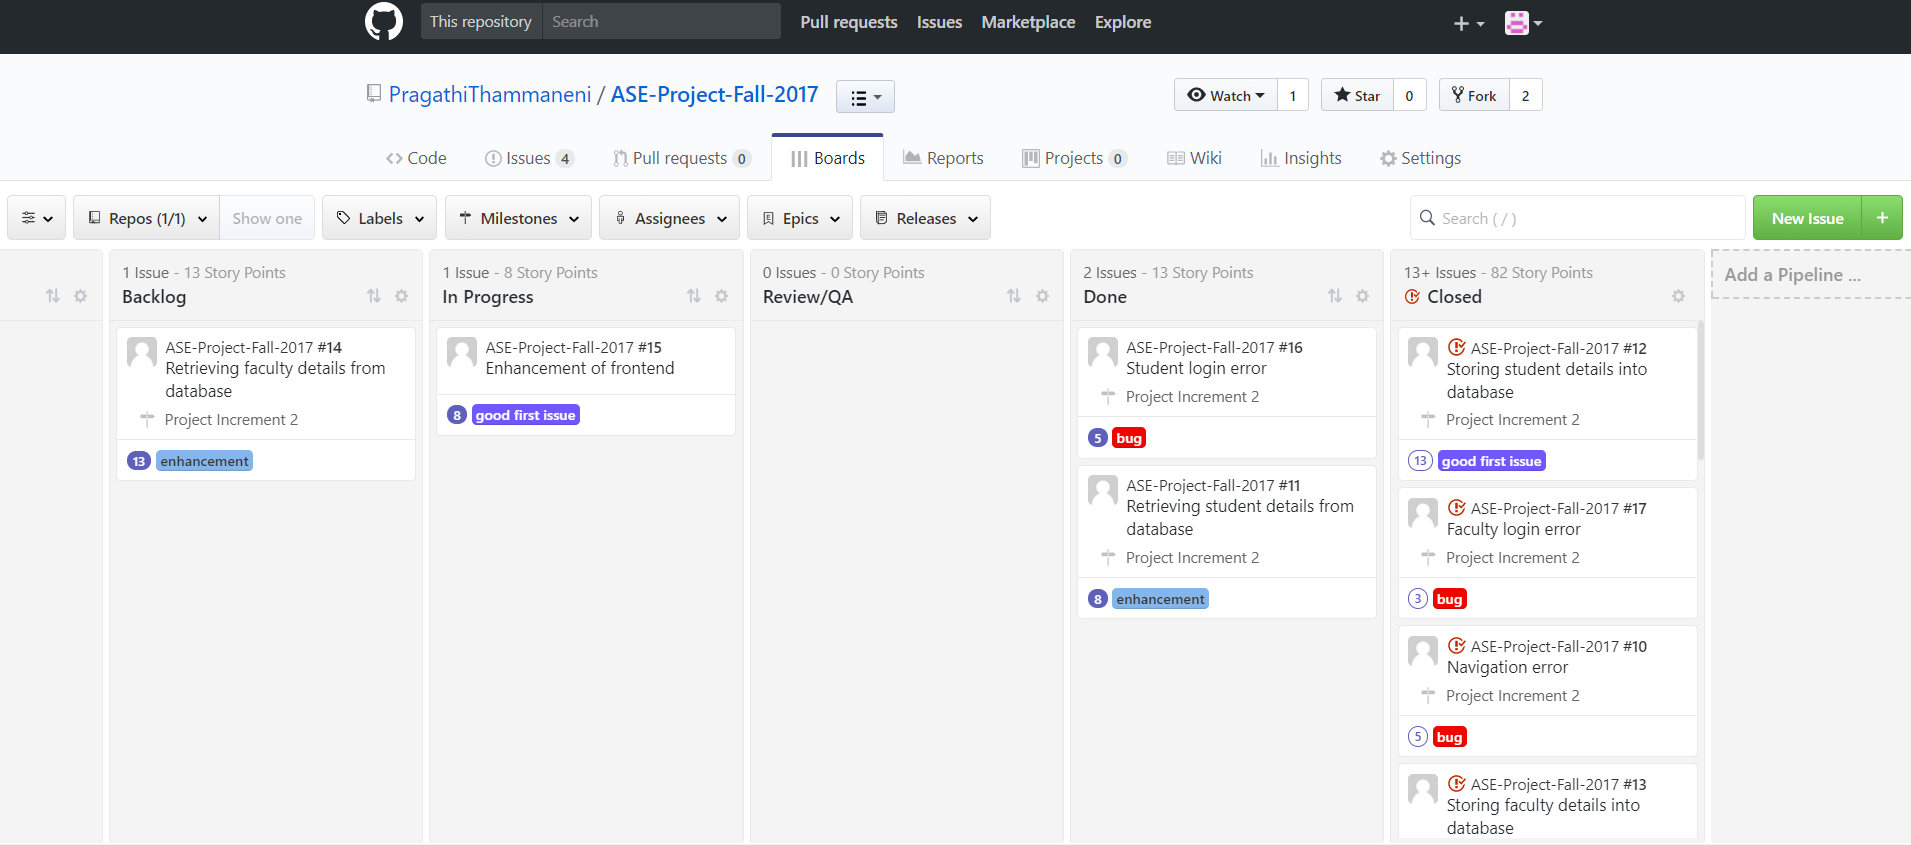 This repository Search Pull requests Issues Marketplace Explore
PragathiThammaneni / ASE-Project-Fall-2017 Watch 1 Star 0 Fork 2
Code Issues 4 Pull requests 0 Boards Reports Projects 0 Wiki Insights Settings
Repos (1/1) Show one Labels Milestones Assignees Epics Releases Search ( / ) New Issue +
1 Issue - 13 Story Points
Backlog
ASE-Project-Fall-2017 #14
Retrieving faculty details from
database
Project Increment 2
13 enhancement
1 Issue - 8 Story Points
In Progress
ASE-Project-Fall-2017 #15
Enhancement of frontend
8 good first issue
0 Issues - 0 Story Points
Review/QA
2 Issues - 13 Story Points
Done
ASE-Project-Fall-2017 #16
Student login error
Project Increment 2
5 bug
ASE-Project-Fall-2017 #11
Retrieving student details from
database
Project Increment 2
8 enhancement
13+ Issues - 82 Story Points
Closed
ASE-Project-Fall-2017 #12
Storing student details into
database
Project Increment 2
13 good first issue
ASE-Project-Fall-2017 #17
Faculty login error
Project Increment 2
3 bug
ASE-Project-Fall-2017 #10
Navigation error
Project Increment 2
5 bug
ASE-Project-Fall-2017 #13
Storing faculty details into
database
Add a Pipeline ...